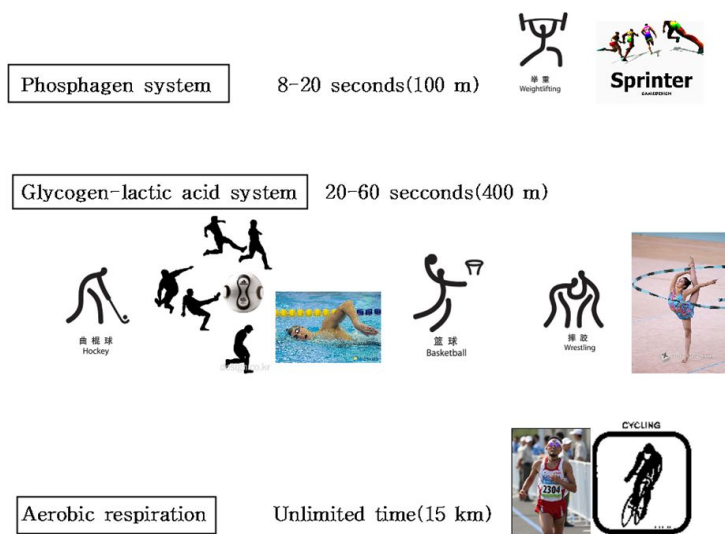 举重
Weightlifting
Sprinter
Phosphagen system 8-20 seconds(100 m)
Glycogen-lactic acid system 20-60 secconds(400 m)
曲棍球
Hockey
篮球
Basketball
摔跤
Wrestling
CYCLING
2304
Aerobic respiration Unlimited time(15 km)